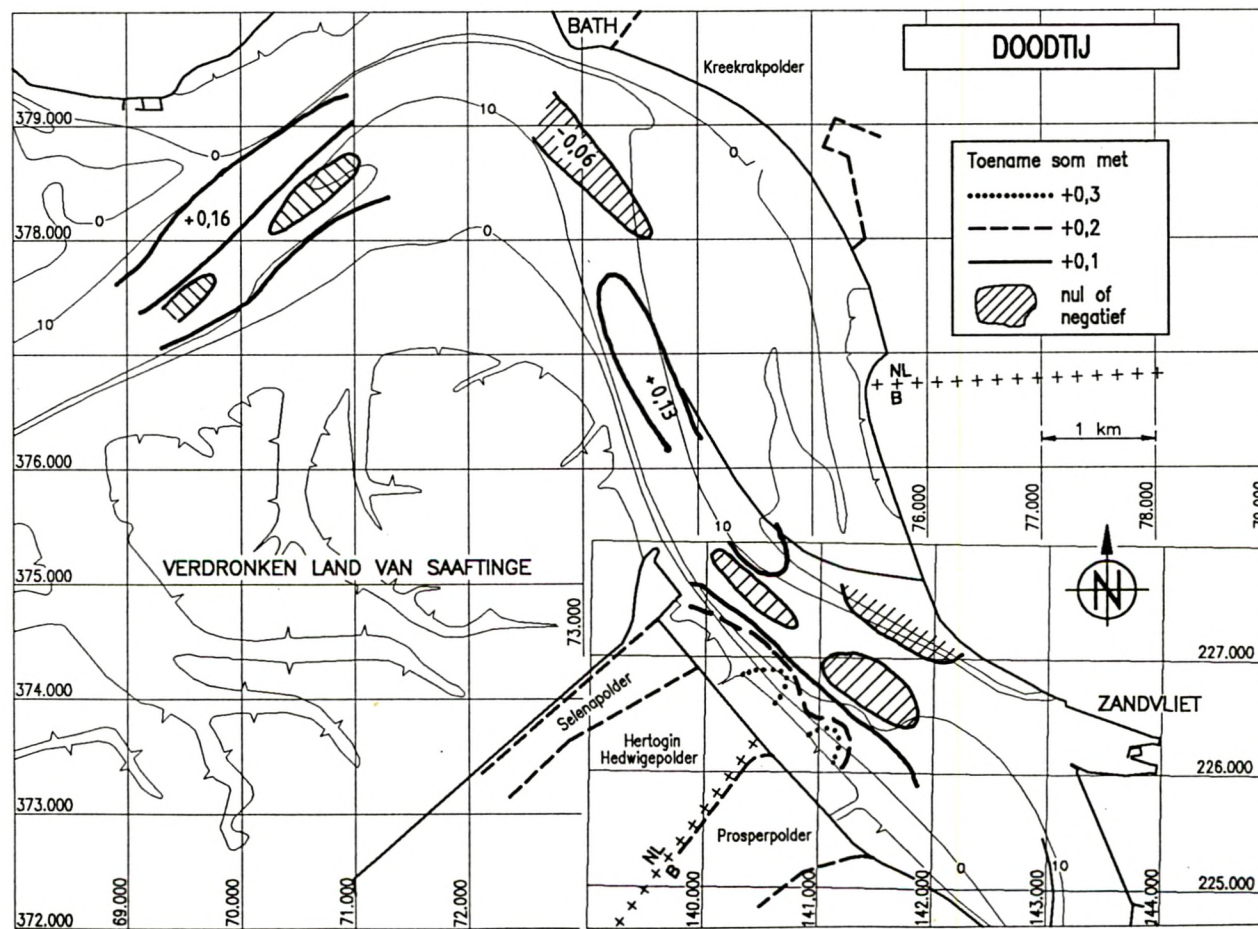 DOODTIJ
BATH
Kreekrakpolder
379.000
0
10
-0,06
0
Toename som met
+0,3
+0,2
+0,1
nul of
negatief
+0,16
0
378.000
0
10
NL
B
+0,13
1 km
376.000
76.000
77.000
78.000
10
375.000
VERDRONKEN LAND VAN SAAFTINGE
73.000
N
227.000
374.000
Selenapolder
ZANDVLIET
Hertogin
Hedwigepolder
226.000
373.000
Prosperpolder
NL
B
0
10
225.000
372.000
69.000
70.000
71.000
72.000
140.000
141.000
142.000
143.000
144.000